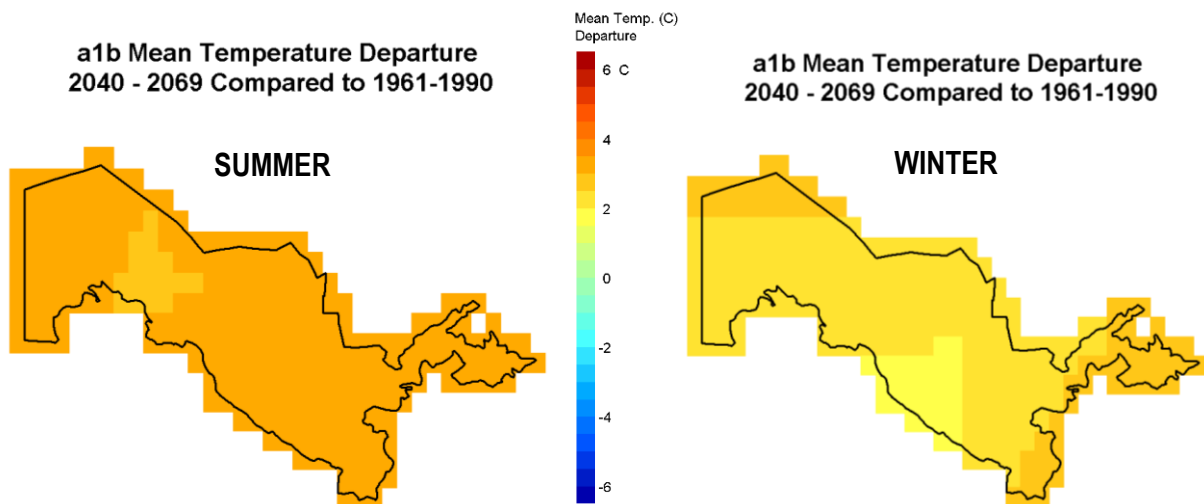 a1b Mean Temperature Departure
2040 - 2069 Compared to 1961-1990
SUMMER
Mean Temp. (C)
Departure
6 C
4
2
0
-2
-4
-6
a1b Mean Temperature Departure
2040 - 2069 Compared to 1961-1990
WINTER